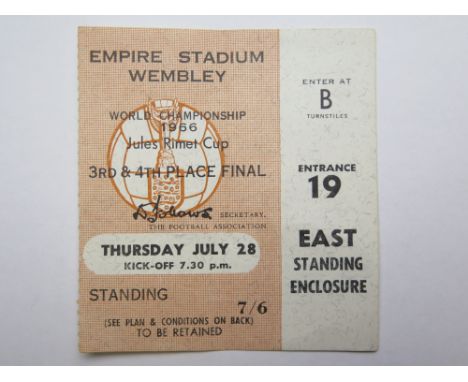 EMPIRE STADIUM
WEMBLEY
WORLD CHAMPIONSHIP
1966
Jules Rimet Cup
3RD & 4TH PLACE FINAL
SECRETARY,
THE FOOTBALL ASSOCIATION
THURSDAY JULY 28
KICK-OFF 7.30 p.m.
STANDING
7/6
(SEE PLAN & CONDITIONS ON BACK)
TO BE RETAINED
ENTER AT
B
TURNSTILES
ENTRANCE
19
EAST
STANDING
ENCLOSURE